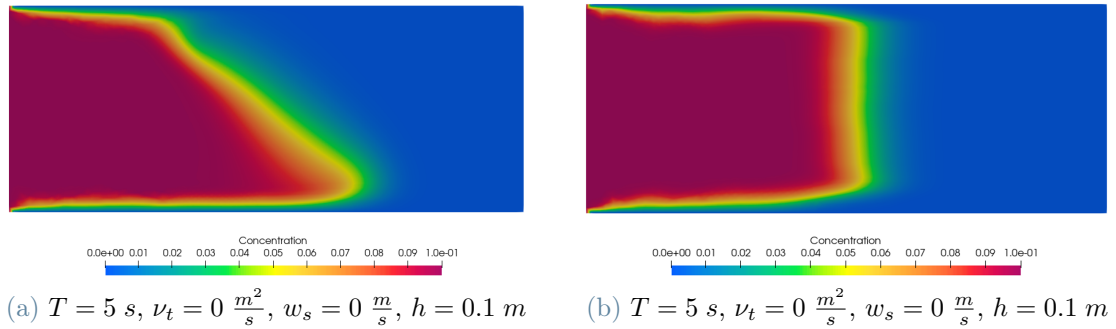 Concentration
0.0e+00 0.01 0.02 0.03 0.04 0.05 0.06 0.07 0.08 0.09 1.0e-01
(a) T = 5 s, ν_t = 0 m²/s, w_s = 0 m/s, h = 0.1 m
Concentration
0.0e+00 0.01 0.02 0.03 0.04 0.05 0.06 0.07 0.08 0.09 1.0e-01
(b) T = 5 s, ν_t = 0 m²/s, w_s = 0 m/s, h = 0.1 m